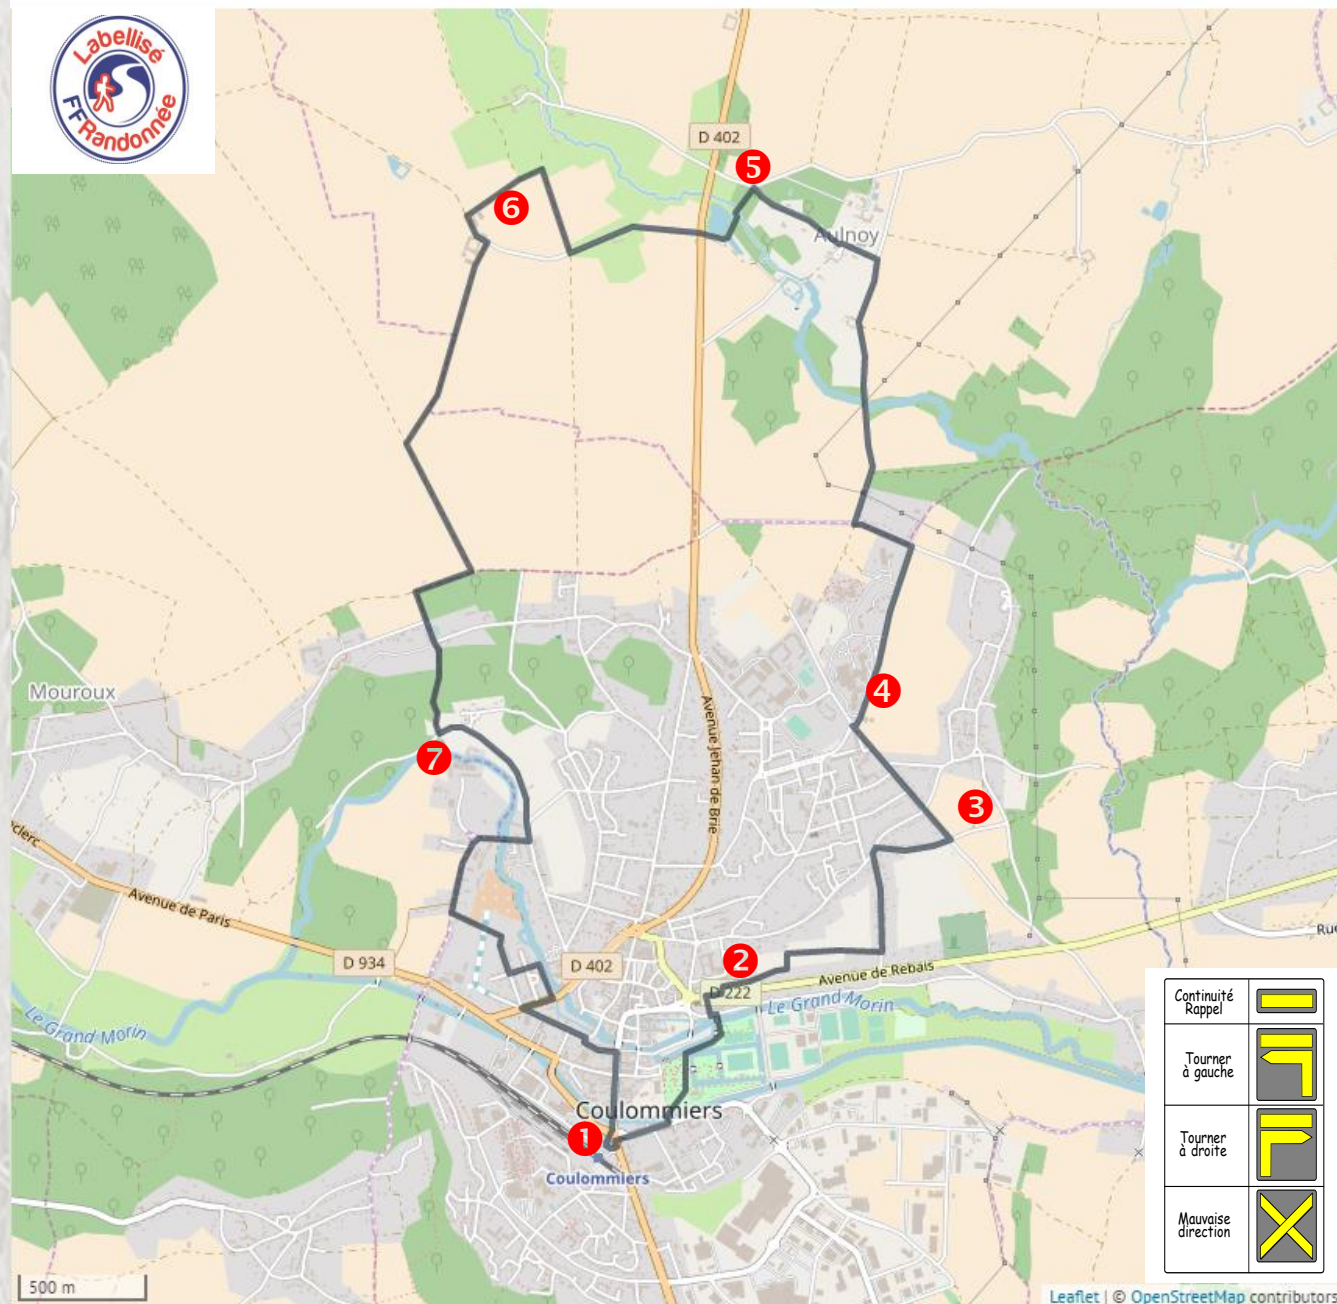 Labellisé
FFRandonnée
D 402
5
6
Aulnoy
4
Mouroux
Avenue Jehan de Brie
7
3
Avenue de Paris
2
D 934
D 402
Avenue de Rebais
D 222
Le Grand Morin
Le Grand Morin
Coulommiers
1
Coulommiers
Continuité
Rappel
Tourner
à gauche
Tourner
à droite
Mauvaise
direction
500 m
Leaflet | © OpenStreetMap contributors